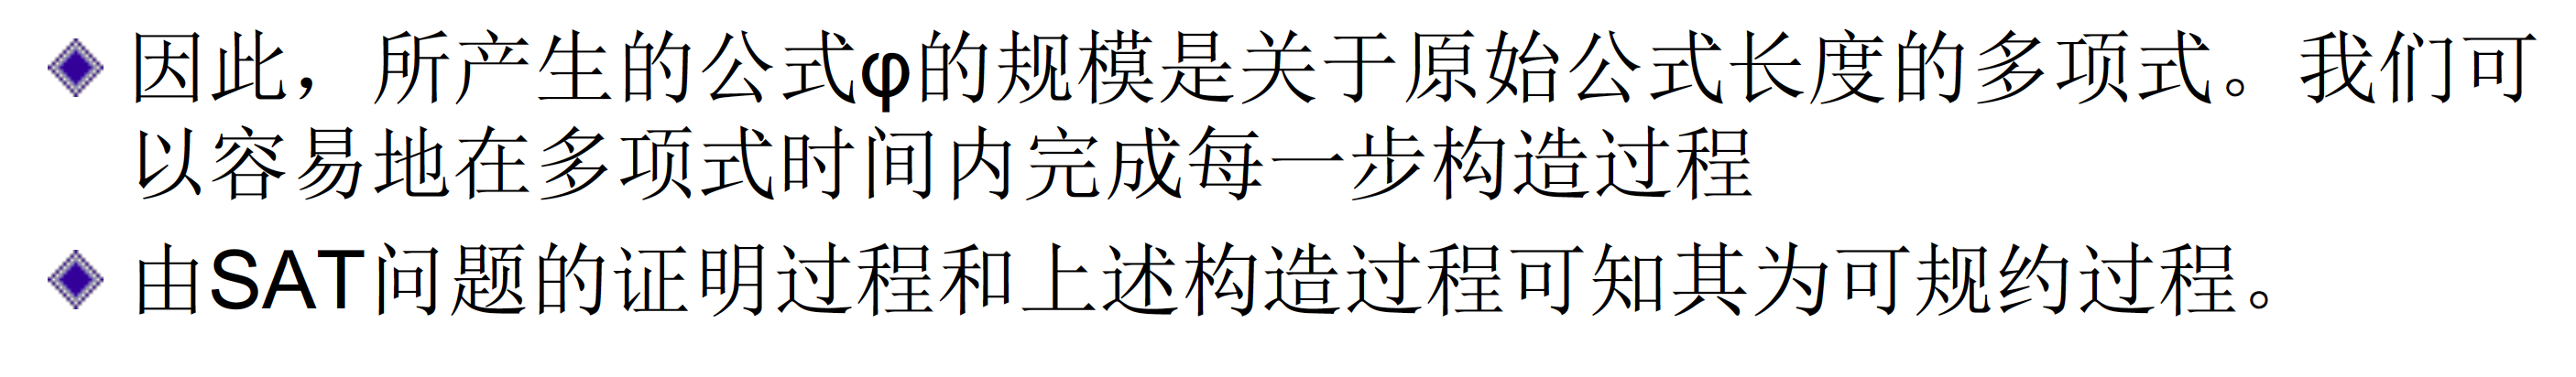 因此，所产生的公式φ的规模是关于原始公式长度的多项式。我们可
以容易地在多项式时间内完成每一步构造过程
由SAT问题的证明过程和上述构造过程可知其为可规约过程。